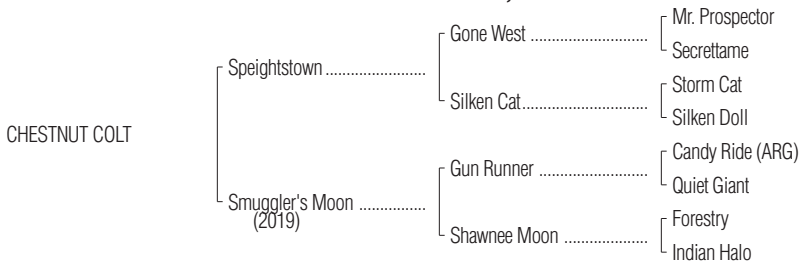 Mr. Prospector
Gone West ..............................
Secrettame
Speightstown .........................
Storm Cat
Silken Cat................................
Silken Doll
CHESTNUT COLT
Candy Ride (ARG)
Gun Runner ............................
Quiet Giant
Smuggler's Moon .................
(2019)
Forestry
Shawnee Moon .....................
Indian Halo